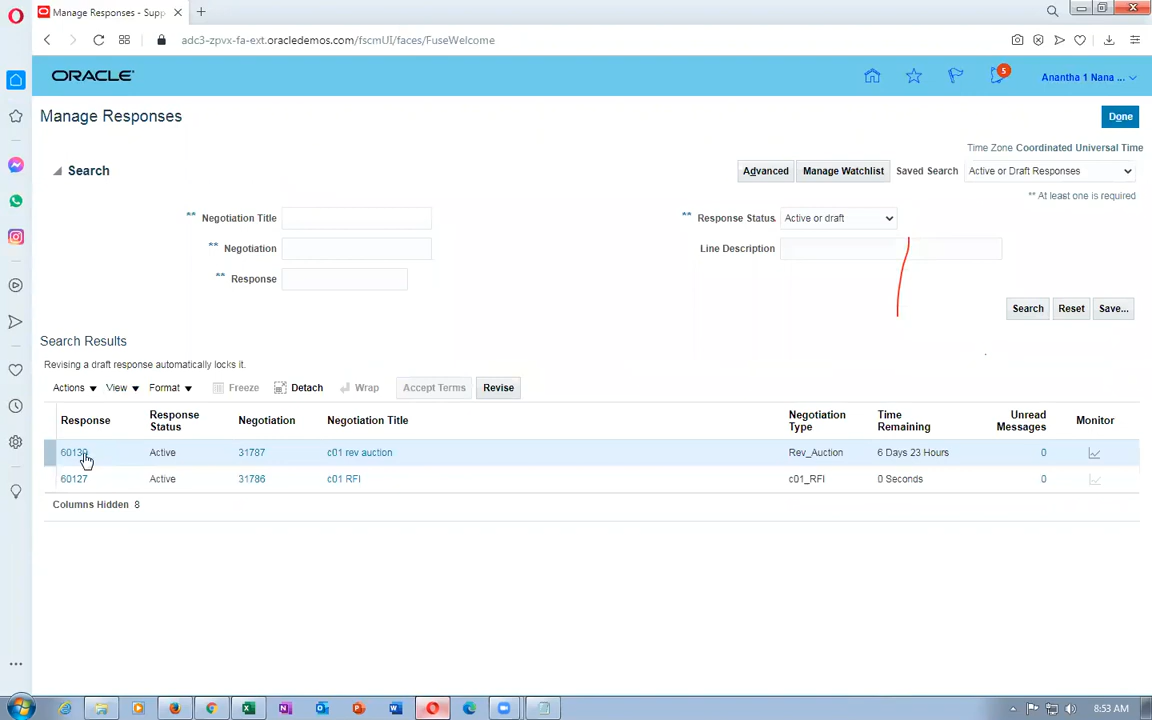 Manage Responses - Supp
adc3-zpvx-fa-ext.oracledemos.com/fscmUI/faces/FuseWelcome
ORACLE
5
Anantha 1 Nana ...
Manage Responses
Done
Time Zone Coordinated Universal Time
Search
Advanced
Manage Watchlist
Saved Search
Active or Draft Responses
** At least one is required
** Negotiation Title
** Response Status
Active or draft
** Negotiation
Line Description
** Response
Search
Reset
Save...
Search Results
Revising a draft response automatically locks it.
Actions
View
Format
Freeze
Detach
Wrap
Accept Terms
Revise
Response
Response Status
Negotiation
Negotiation Title
Negotiation Type
Time Remaining
Unread Messages
Monitor
Active
31787
c01 rev auction
Rev_Auction
6 Days 23 Hours
0
60127
Active
31786
c01 RFI
c01_RFI
0 Seconds
0
Columns Hidden 8
8:53 AM